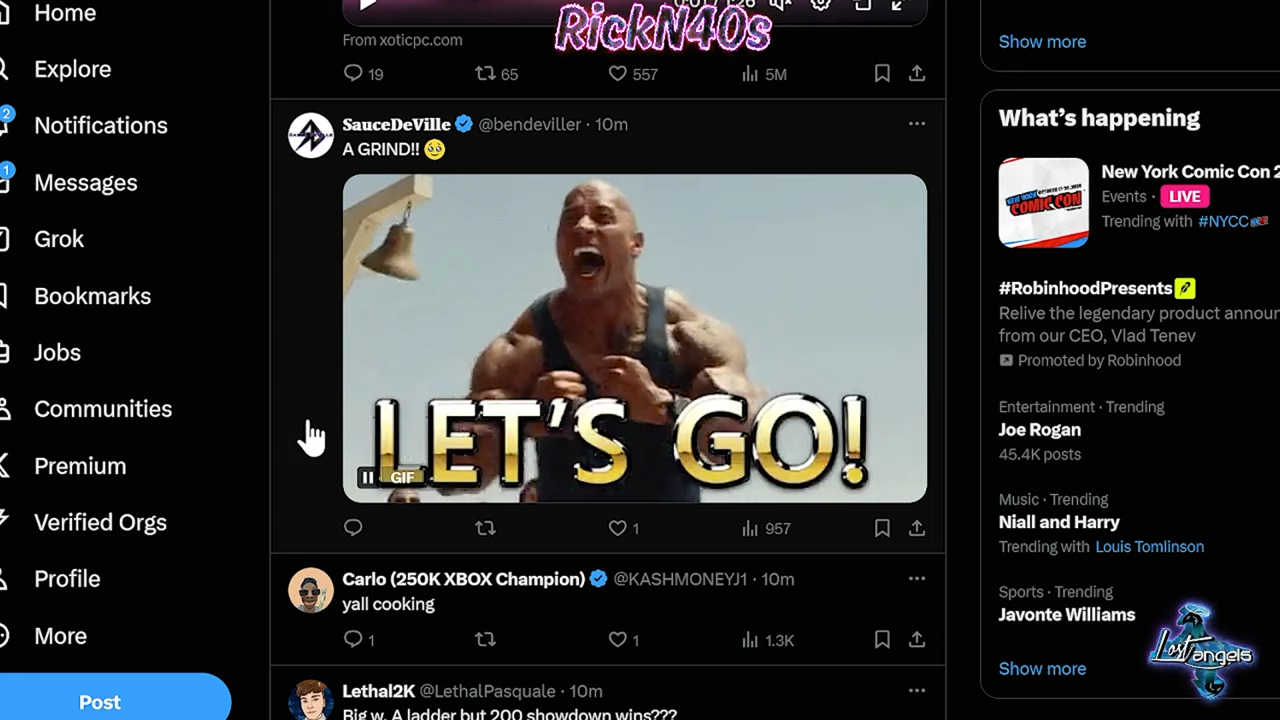 Home
Explore
2
Notifications
1
Messages
Grok
Bookmarks
Jobs
Communities
Premium
Verified Orgs
Profile
More
Post
RickN40s
From xoticpc.com
19 65 557 5M
SauceDeVille @bendeviller · 10m
A GRIND!!
LET'S GO!
GIF
1 957
Carlo (250K XBOX Champion) @KASHMONEYJ1 · 10m
yall cooking
1 1 1.3K
Lethal2K @LethalPasquale · 10m
Big w. A ladder but 200 showdown wins???
Show more
What's happening
COMIC CON
New York Comic Con 2
Events · LIVE
Trending with #NYCC
#RobinhoodPresents
Relive the legendary product announ
from our CEO, Vlad Tenev
Promoted by Robinhood
Entertainment · Trending
Joe Rogan
45.4K posts
Music · Trending
Niall and Harry
Trending with Louis Tomlinson
Sports · Trending
Javonte Williams
Show more
Lost angels